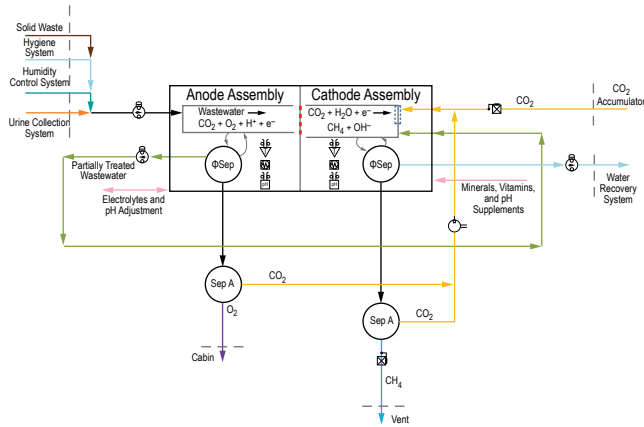 Solid Waste
Hygiene
System
Humidity
Control System
Urine Collection
System
Anode Assembly
Cathode Assembly
Wastewater
CO2 + O2 + H⁺ + e⁻
CO2 + H2O + e⁻
CH4 + OH⁻
CO2
CO2
Accumulator
ΦSep
pH
ΦSep
pH
Partially Treated
Wastewater
Electrolytes and
pH Adjustment
Minerals, Vitamins,
and pH
Supplements
Water
Recovery
System
Sep A
CO2
O2
Cabin
Sep A
CO2
CH4
Vent